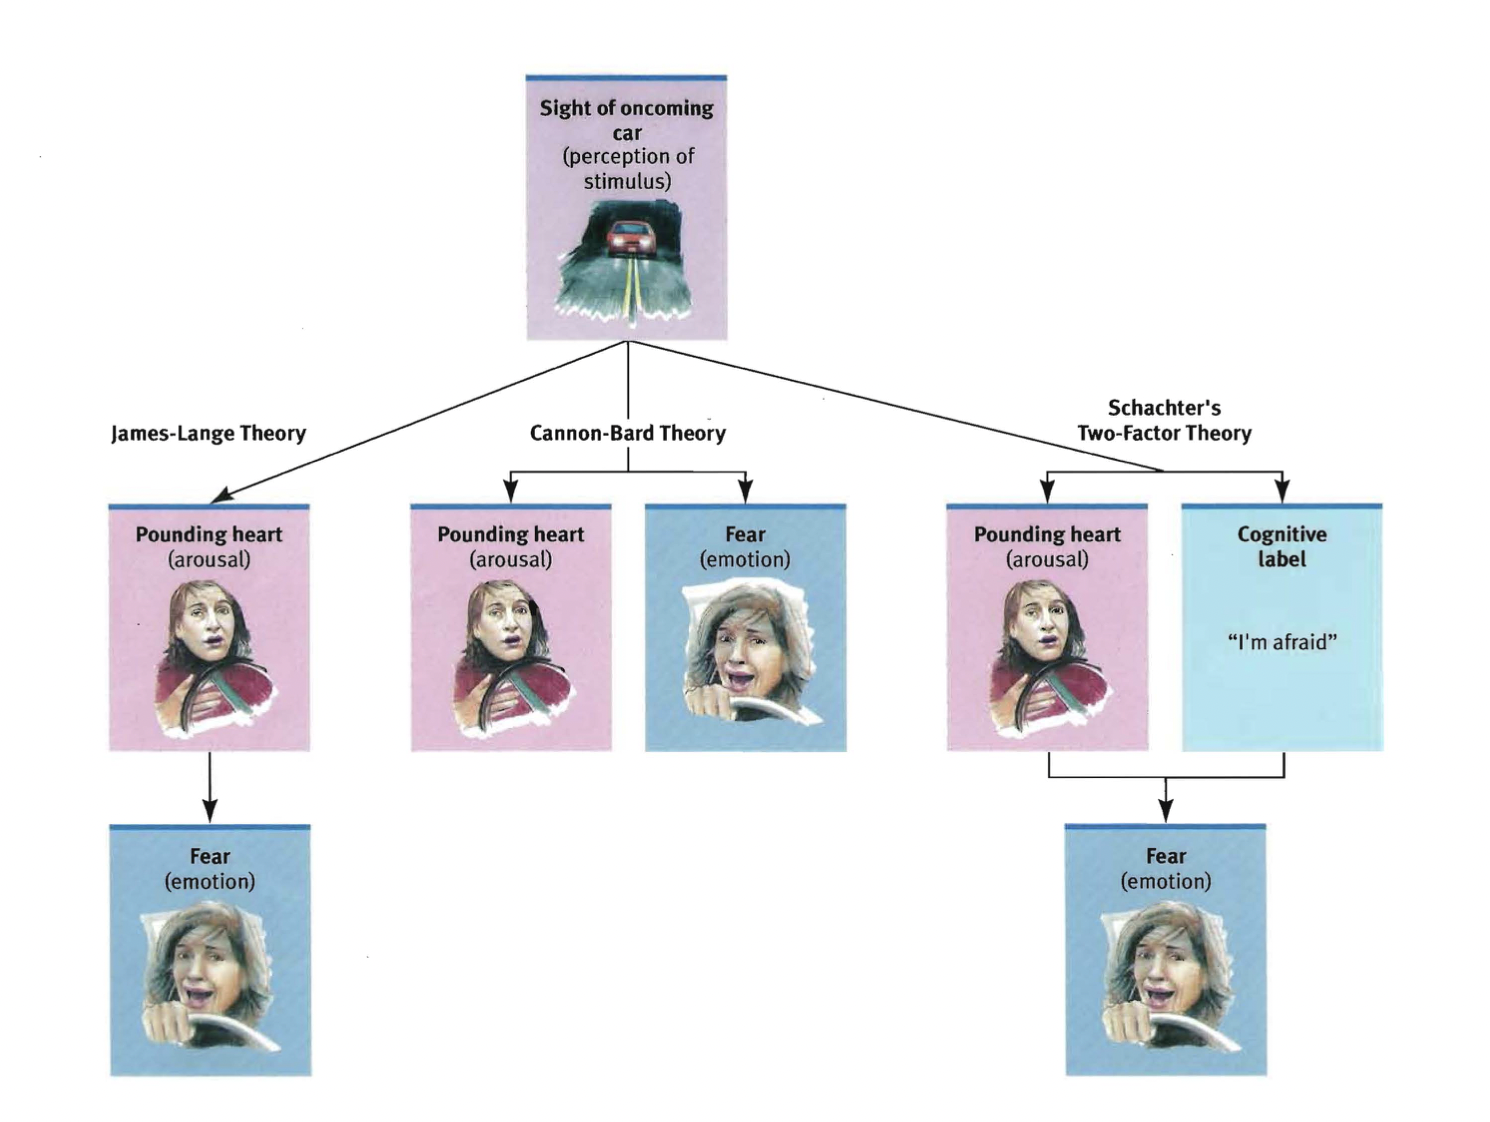 Sight of oncoming
car
(perception of
stimulus)
James-Lange Theory
Cannon-Bard Theory
Schachter's
Two-Factor Theory
Pounding heart
(arousal)
Pounding heart
(arousal)
Fear
(emotion)
Pounding heart
(arousal)
Cognitive
label
“I'm afraid”
Fear
(emotion)
Fear
(emotion)